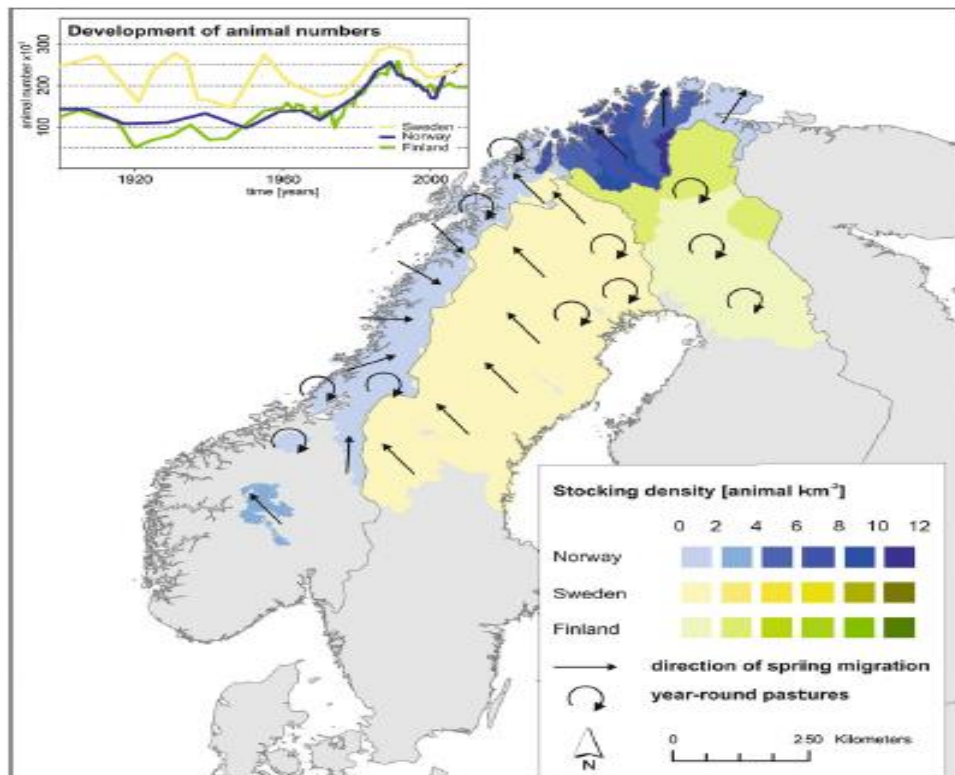 Development of animal numbers
animal number x10³
300
200
100
Sweden
Norway
Finland
1920
1960
2000
time [years]
Stocking density [animal km⁻²]
0 2 4 6 8 10 12
Norway
Sweden
Finland
direction of spriing migration
year-round pastures
N
0 250 Kilometers